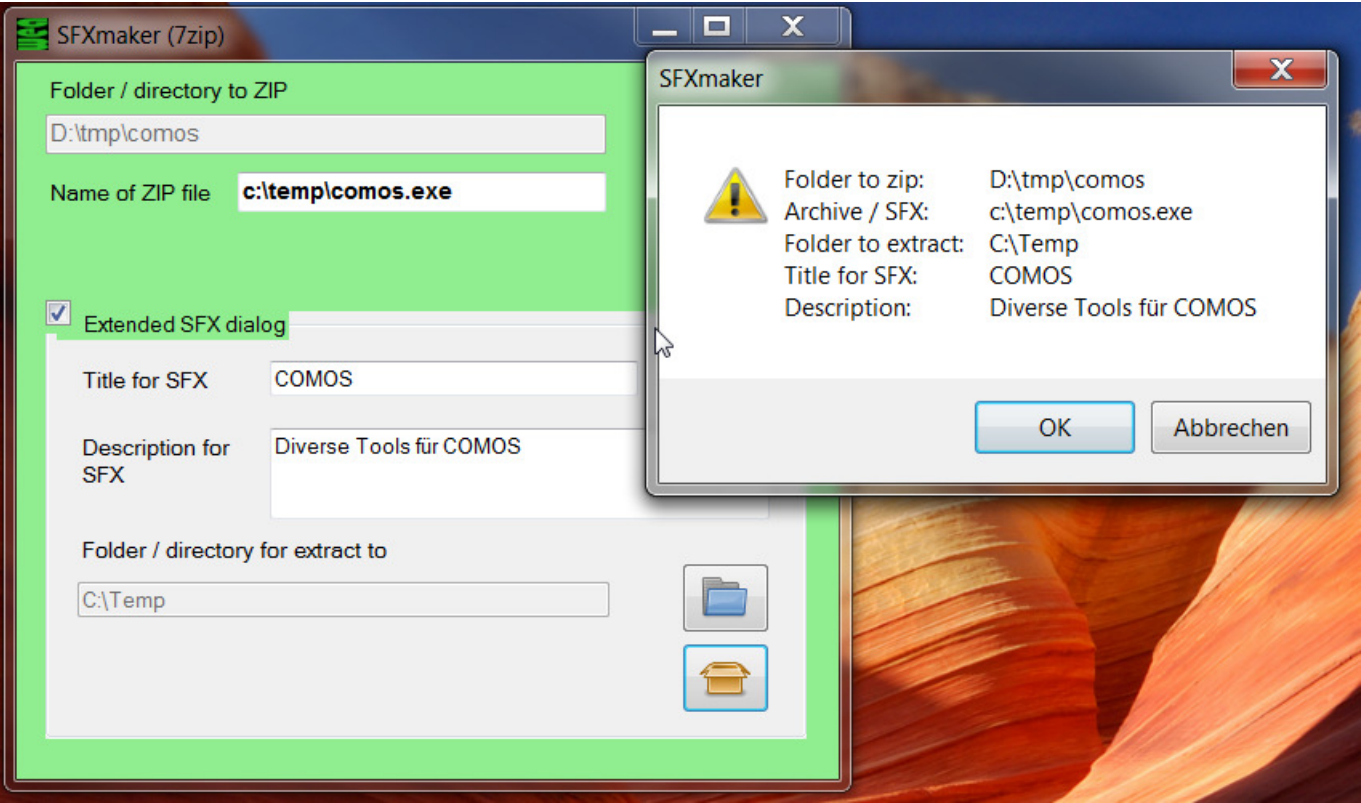 SFXmaker (7zip)
Folder / directory to ZIP
D:\tmp\comos
Name of ZIP file c:\temp\comos.exe
Extended SFX dialog
Title for SFX COMOS
Description for SFX Diverse Tools für COMOS
Folder / directory for extract to
C:\Temp
SFXmaker
Folder to zip: D:\tmp\comos
Archive / SFX: c:\temp\comos.exe
Folder to extract: C:\Temp
Title for SFX: COMOS
Description: Diverse Tools für COMOS
OK Abbrechen